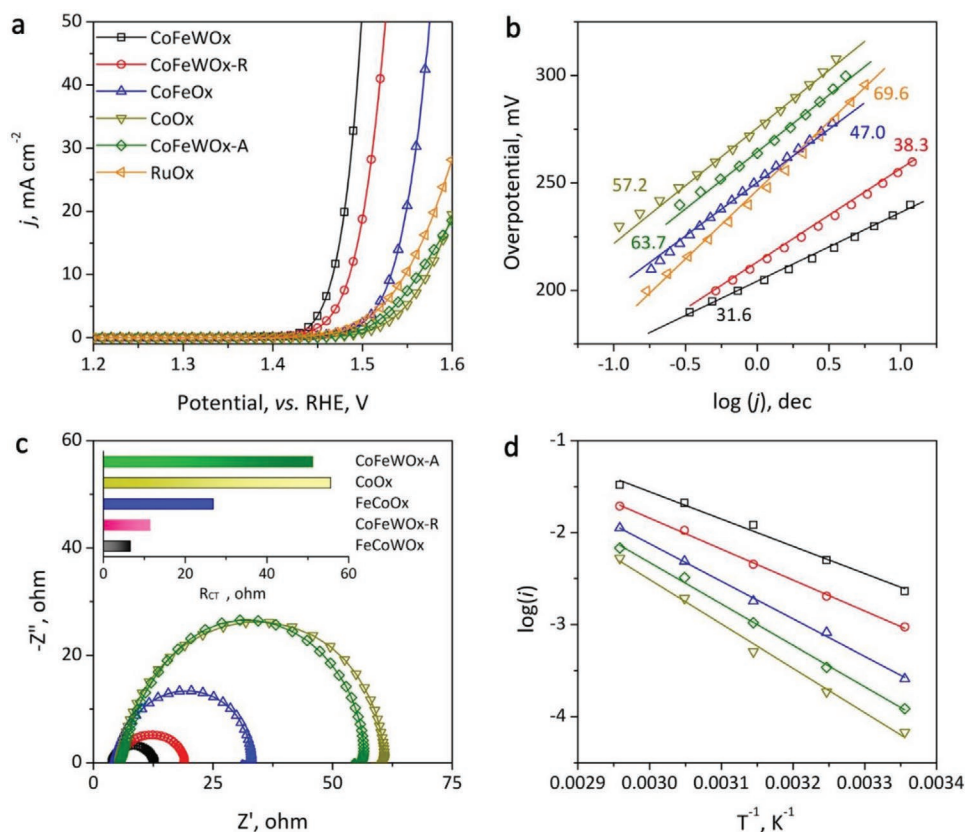 a
j, mA cm⁻²
50
40
30
20
10
0
CoFeWOx
CoFeWOx-R
CoFeOx
CoOx
CoFeWOx-A
RuOx
1.2 1.3 1.4 1.5 1.6
Potential, vs. RHE, V
b
Overpotential, mV
300
250
200
69.6
47.0
38.3
57.2
63.7
31.6
-1.0 -0.5 0.0 0.5 1.0
log (j), dec
c
-Z'', ohm
60
40
20
0
CoFeWOx-A
CoOx
FeCoOx
CoFeWOx-R
FeCoWOx
0 20 40 60
RCT , ohm
0 25 50 75
Z', ohm
d
log(i)
-1
-2
-3
-4
0.0029 0.0030 0.0031 0.0032 0.0033 0.0034
T⁻¹, K⁻¹